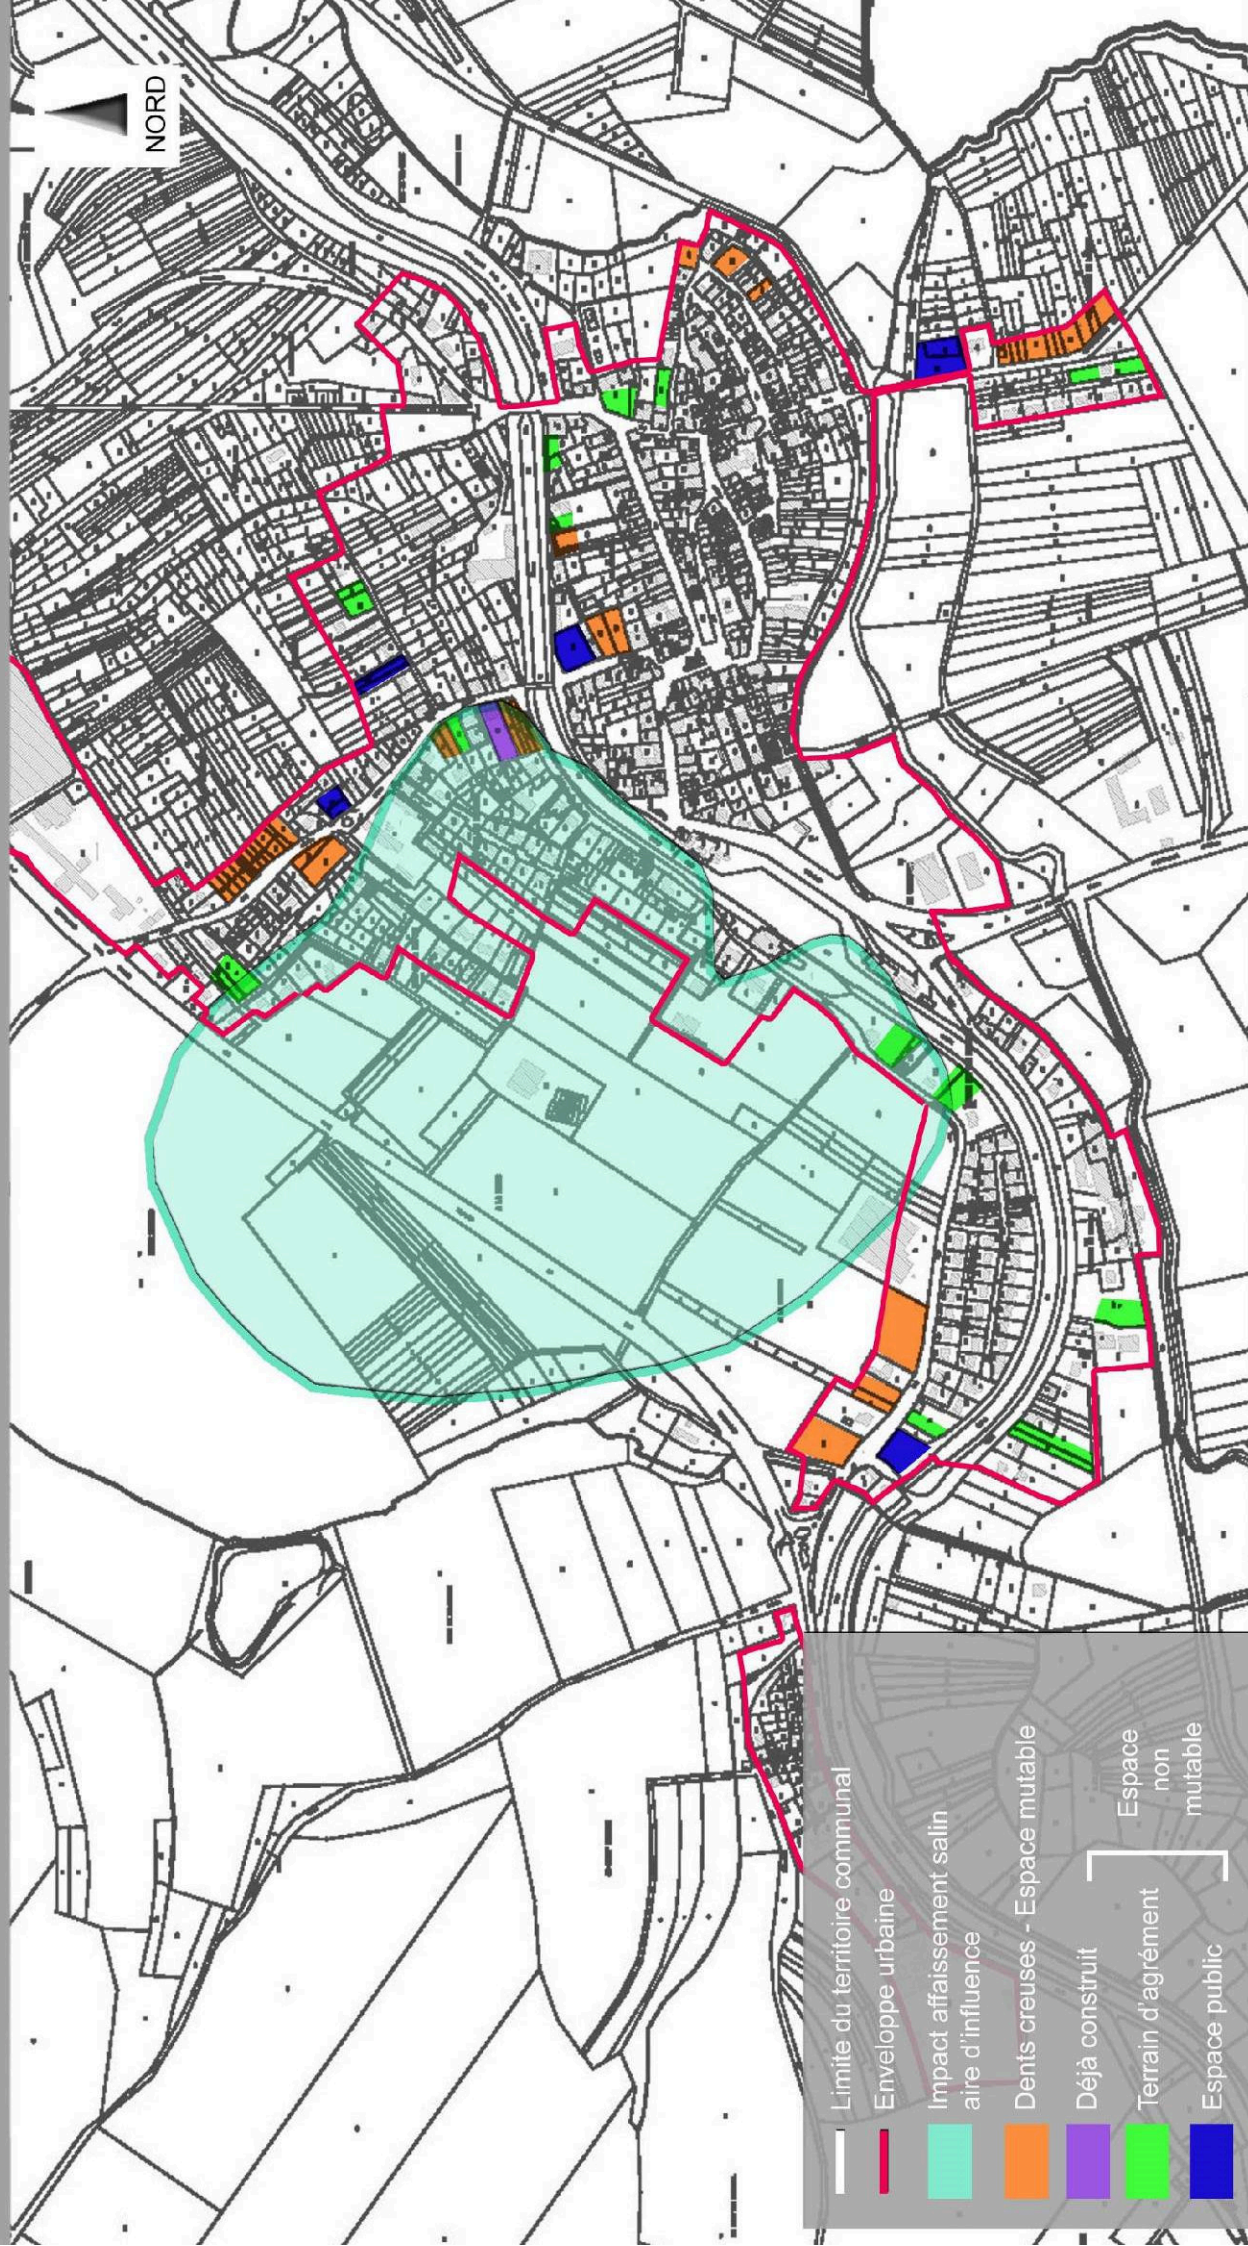 NORD
Limite du territoire communal
Enveloppe urbaine
Impact affaissement salin
aire d'influence
Dents creuses - Espace mutable
Déjà construit
Terrain d'agrément
Espace public
Espace
non
mutable